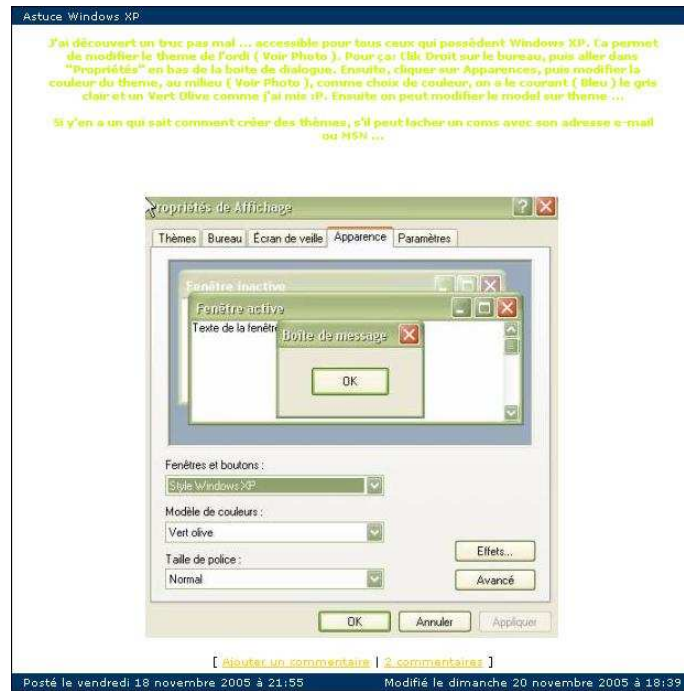 Astuce Windows XP
J'ai découvert un truc pas mal ... accessible pour tous ceux qui possèdent Windows XP. Ca permet
de modifier le theme de l'ordi ( Voir Photo ). Pour ça: Clik Droit sur le bureau, puis aller dans
"Propriétés" en bas de la boite de dialogue. Ensuite, cliquer sur Apparences, puis modifier la
couleur du theme, au milieu ( Voir Photo ), comme choix de couleur, on a le courant ( Bleu ) le gris
clair et un Vert Olive comme j'ai mis :P. Ensuite on peut modifier le model sur theme ...
Si y'en a un qui sait comment créer des thèmes, s'il peut lacher un coms avec son adresse e-mail
ou MSN ...
Propriétés de Affichage
Thèmes Bureau Écran de veille Apparence Paramètres
Fenêtre inactive
Fenêtre active
Texte de la fenêtre
Boîte de message
OK
Fenêtres et boutons :
Style Windows XP
Modèle de couleurs :
Vert olive
Taille de police :
Normal
Effets...
Avancé
OK Annuler Appliquer
[ Ajouter un commentaire | 2 commentaires ]
Posté le vendredi 18 novembre 2005 à 21:55 Modifié le dimanche 20 novembre 2005 à 18:39